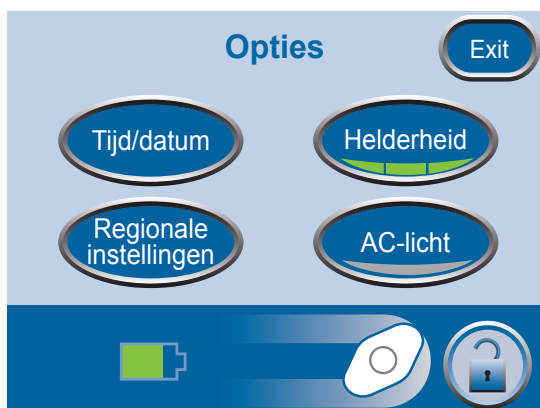 Opties
Exit
Tijd/datum
Helderheid
Regionale
instellingen
AC-licht